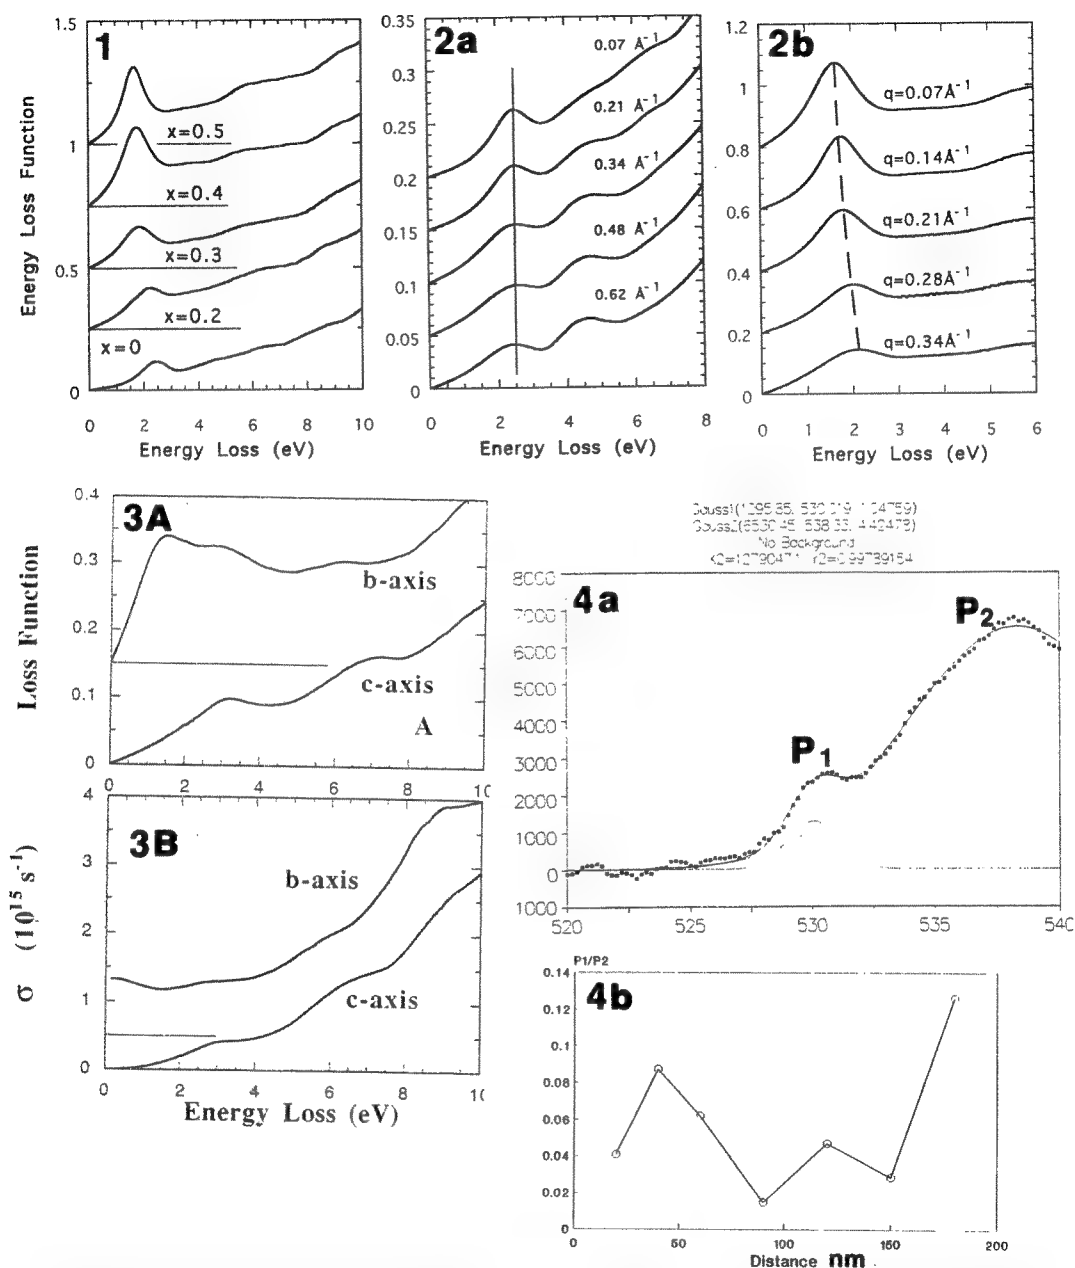 1
Energy Loss Function
1.5
1
0.5
0
x=0.5
x=0.4
x=0.3
x=0.2
x=0
0 2 4 6 8 10
Energy Loss (eV)
2a
0.35
0.3
0.25
0.2
0.15
0.1
0.05
0
0.07 Å⁻¹
0.21 Å⁻¹
0.34 Å⁻¹
0.48 Å⁻¹
0.62 Å⁻¹
0 2 4 6 8
Energy Loss (eV)
2b
1.2
1
0.8
0.6
0.4
0.2
0
q=0.07Å⁻¹
q=0.14Å⁻¹
q=0.21Å⁻¹
q=0.28Å⁻¹
q=0.34Å⁻¹
0 1 2 3 4 5 6
Energy Loss (eV)
3A
Loss Function
0.4
0.3
0.1
0
b-axis
c-axis
A
0 2 4 6 8 10
3B
σ (10¹⁵ s⁻¹)
4
3
2
1
0
b-axis
c-axis
2 4 6 8
Energy Loss (eV)
No Background
4a
8000
7000
6000
5000
4000
3000
2000
1000
0
1000
P₁
P₂
520 525 530 535
4b
P1/P2
0.14
0.12
0.1
0.08
0.06
0.04
0.02
0
0 50 100 150 200
Distance nm